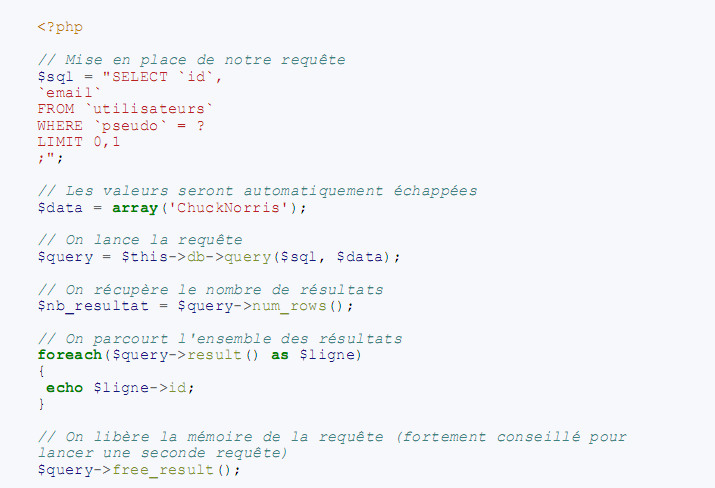 <?php
// Mise en place de notre requête
$sql = "SELECT `id`,
`email`
FROM `utilisateurs`
WHERE `pseudo` = ?
LIMIT 0,1
;";
// Les valeurs seront automatiquement échappées
$data = array('ChuckNorris');
// On lance la requête
$query = $this->db->query($sql, $data);
// On récupère le nombre de résultats
$nb_resultat = $query->num_rows();
// On parcourt l'ensemble des résultats
foreach($query->result() as $ligne)
{
echo $ligne->id;
}
// On libère la mémoire de la requête (fortement conseillé pour
lancer une seconde requête)
$query->free_result();